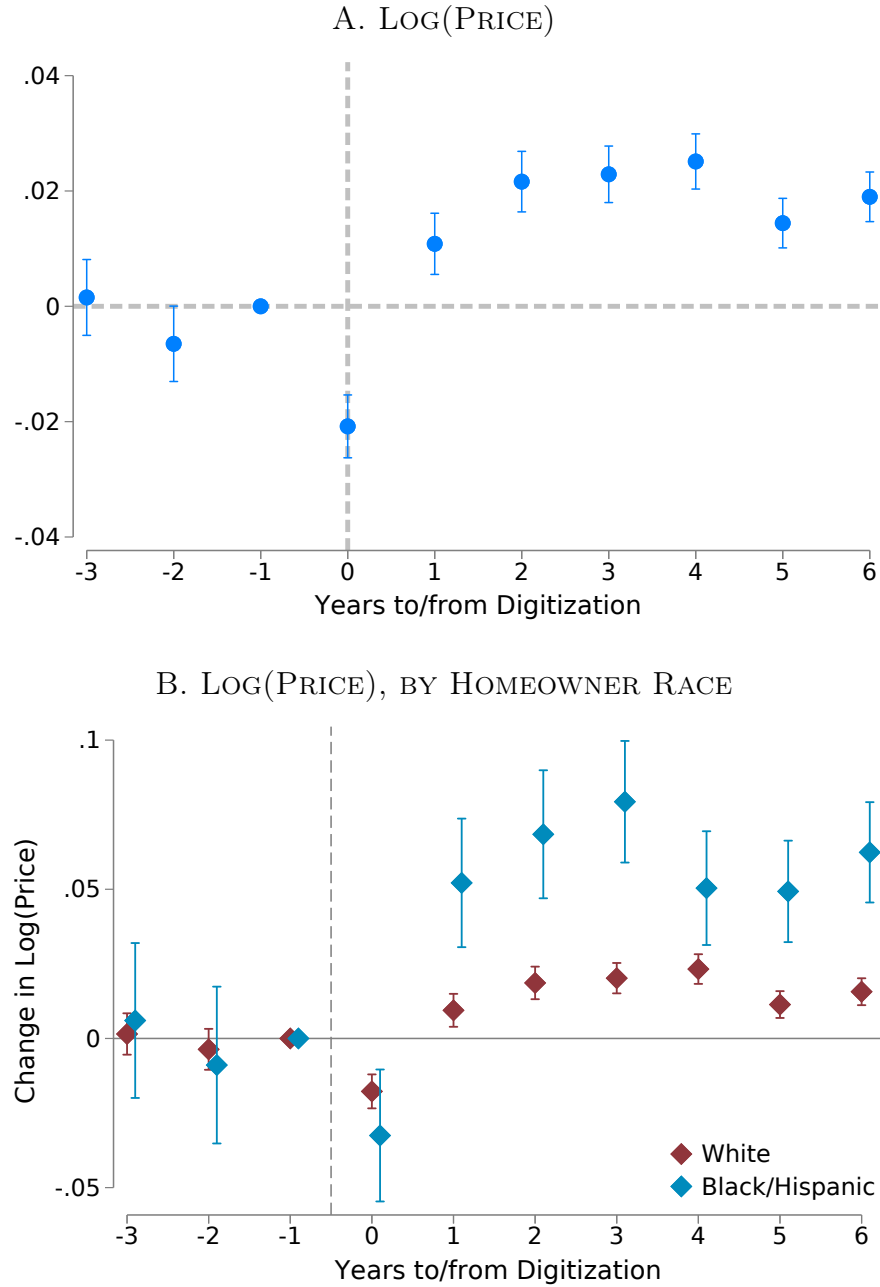 A. LOG(PRICE)
.04
.02
0
-.02
-.04
-3 -2 -1 0 1 2 3 4 5 6
Years to/from Digitization
B. LOG(PRICE), BY HOMEOWNER RACE
Change in Log(Price)
.1
.05
0
-.05
White
Black/Hispanic
-3 -2 -1 0 1 2 3 4 5 6
Years to/from Digitization